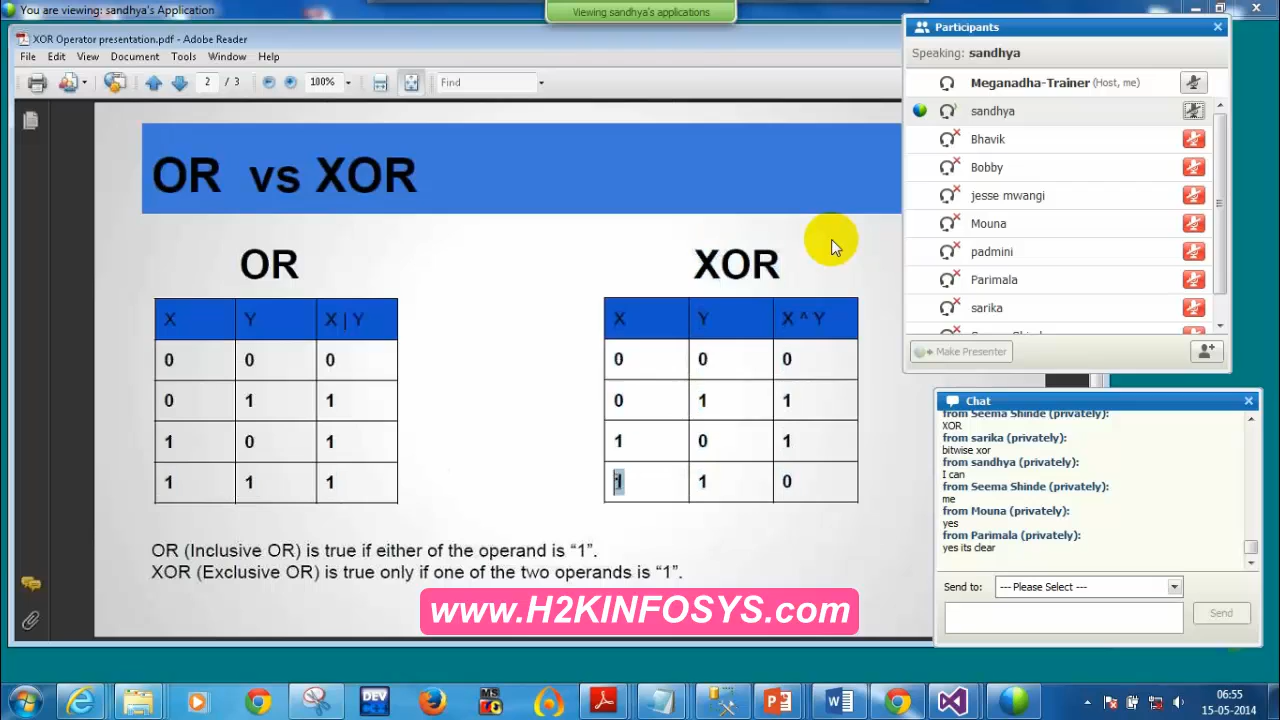 You are viewing: sandhya's Application
Viewing sandhya's applications
XOR Operator presentation.pdf - Adobe Reader
File Edit View Document Tools Window Help
2 / 3 100% Find
OR vs XOR
OR
X Y X | Y
0 0 0
0 1 1
1 0 1
1 1 1
XOR
X Y X ^ Y
0 0 0
0 1 1
1 0 1
1 1 0
OR (Inclusive OR) is true if either of the operand is “1”.
XOR (Exclusive OR) is true only if one of the two operands is “1”.
www.H2KINFOSYS.com
Participants
Speaking: sandhya
Meganadha-Trainer (Host, me)
sandhya
Bhavik
Bobby
jesse mwangi
Mouna
padmini
Parimala
sarika
Make Presenter
Chat
from Seema Shinde (privately):
XOR
from sarika (privately):
bitwise xor
from sandhya (privately):
I can
from Seema Shinde (privately):
me
from Mouna (privately):
yes
from Parimala (privately):
yes its clear
Send to: --- Please Select ---
Send
DEV
MS
06:55
15-05-2014